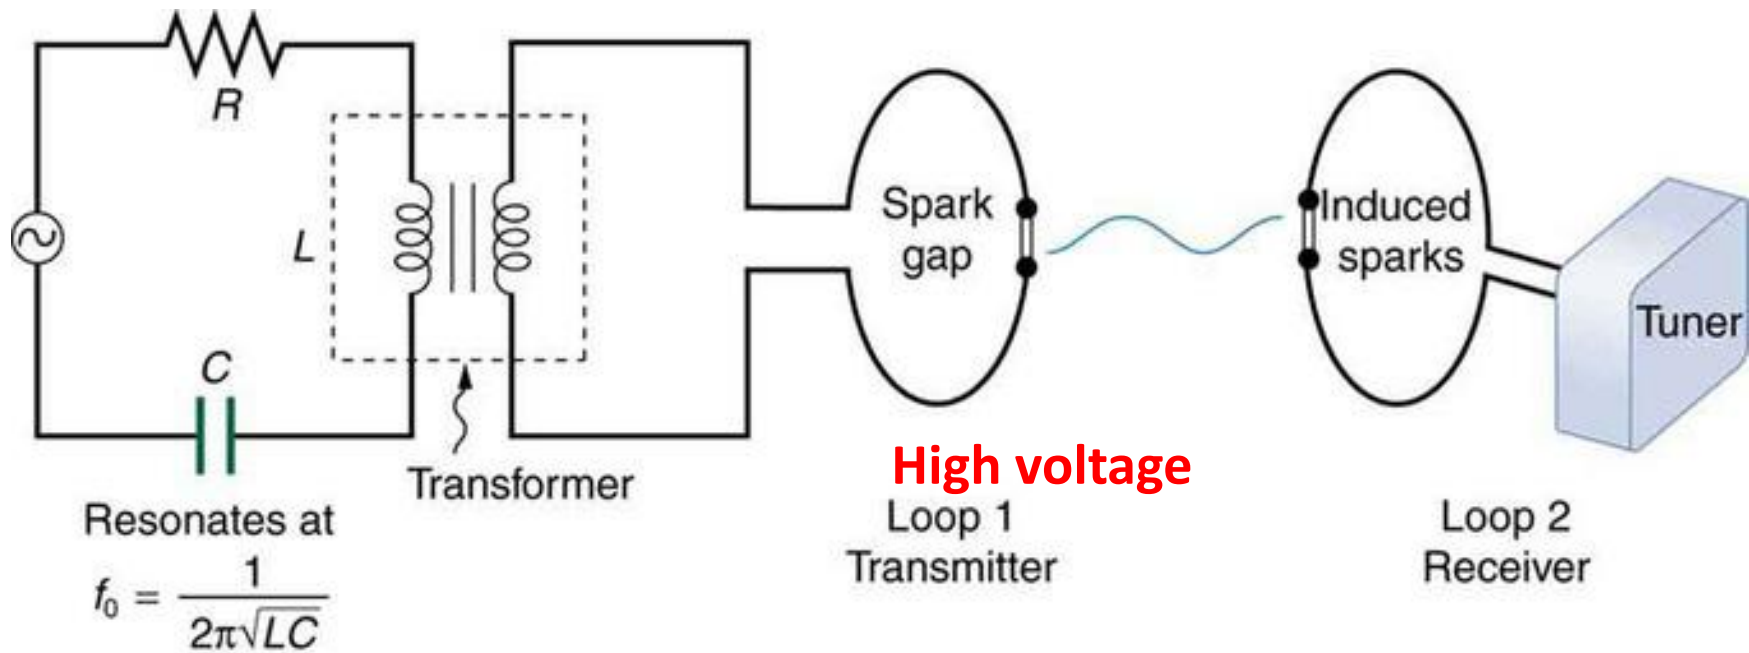 R
L
C
Transformer
Resonates at
f₀ = 1 / 2π√LC
Spark
gap
High voltage
Loop 1
Transmitter
Induced
sparks
Loop 2
Receiver
Tuner